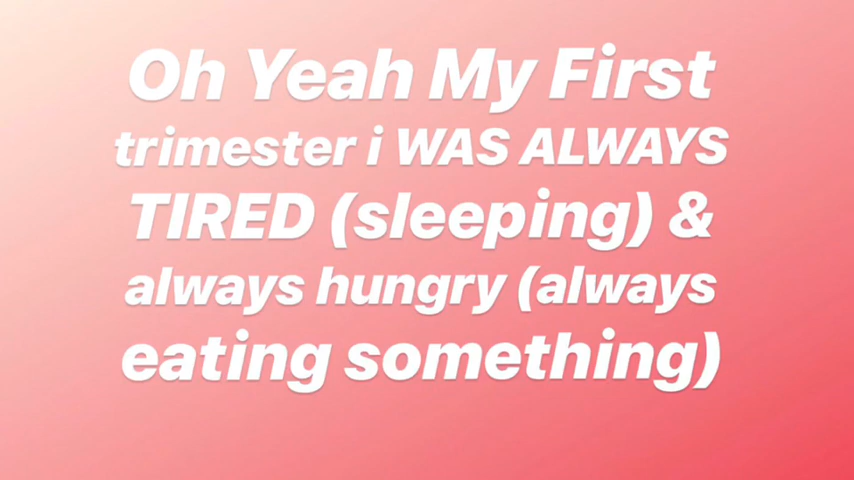 Oh Yeah My First
trimester i WAS ALWAYS
TIRED (sleeping) &
always hungry (always
eating something)